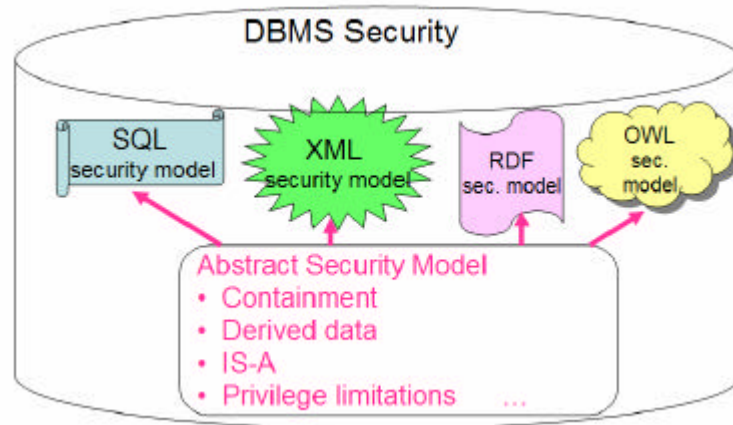 DBMS Security
SQL
security model
XML
security model
RDF
sec. model
OWL
sec.
model
Abstract Security Model
• Containment
• Derived data
• IS-A
• Privilege limitations ...